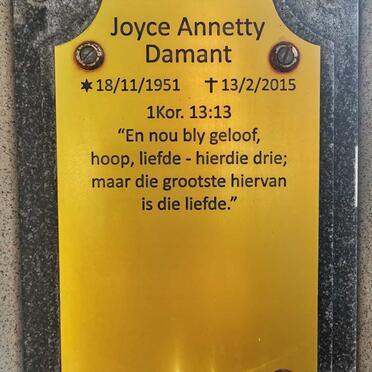 Joyce Annetty
Damant
✶18/11/1951 ✝13/2/2015
1Kor. 13:13
“En nou bly geloof,
hoop, liefde - hierdie drie;
maar die grootste hiervan
is die liefde.”